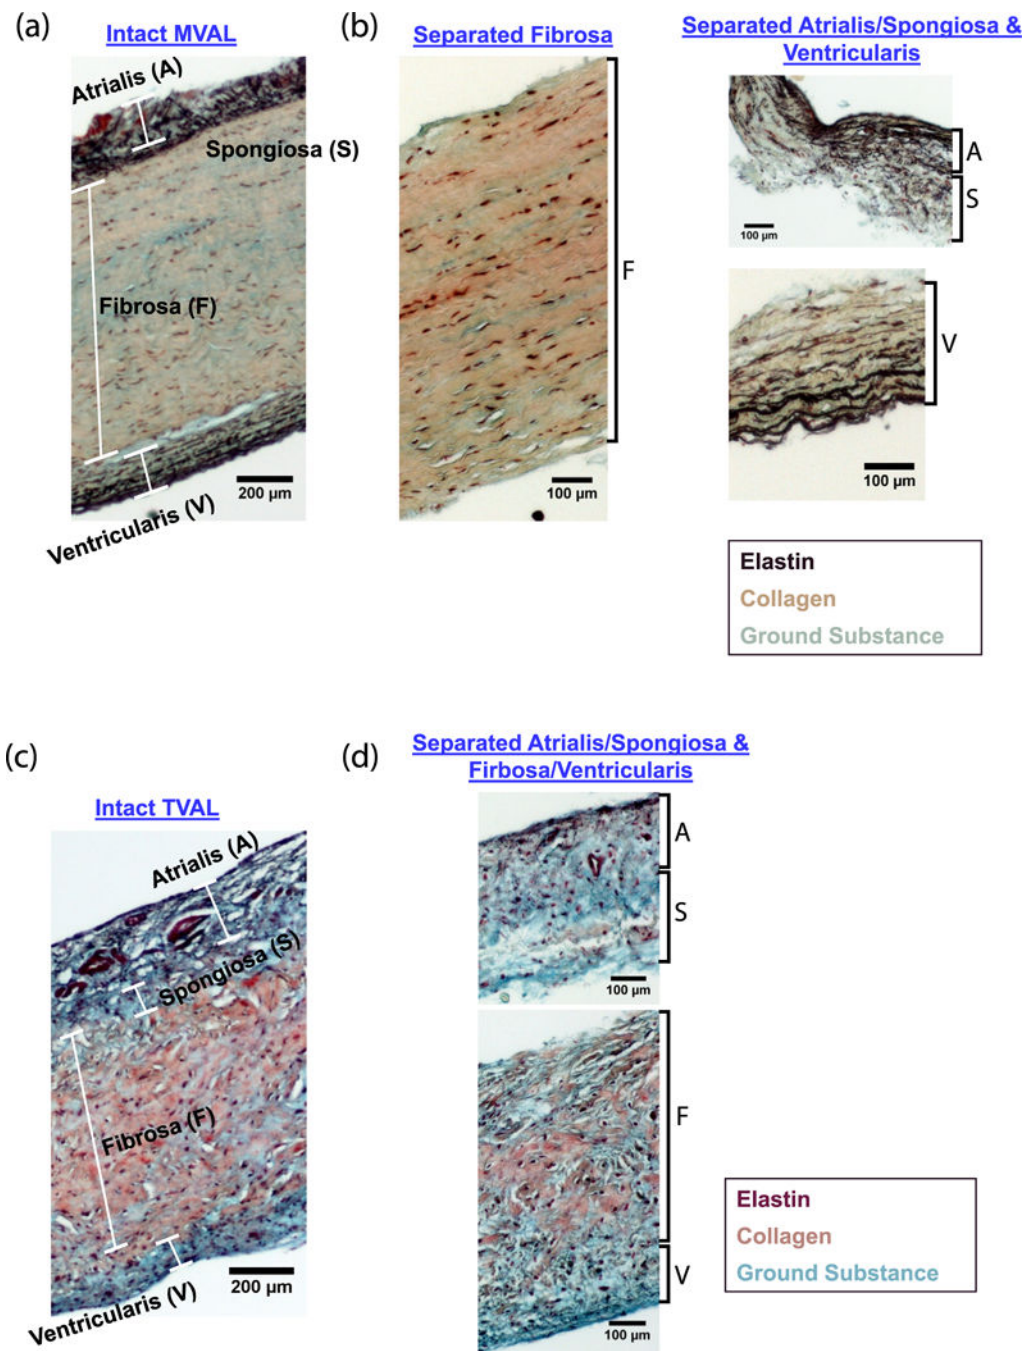 (a)
Intact MVAL
Atrialis (A)
Spongiosa (S)
Fibrosa (F)
Ventricularis (V)
200 µm
(b)
Separated Fibrosa
F
100 µm
Separated Atrialis/Spongiosa &
Ventricularis
A
S
100 µm
V
100 µm
Elastin
Collagen
Ground Substance
(c)
Intact TVAL
Atrialis (A)
Spongiosa (S)
Fibrosa (F)
Ventricularis (V)
200 µm
(d)
Separated Atrialis/Spongiosa &
Firbosa/Ventricularis
A
S
100 µm
F
V
100 µm
Elastin
Collagen
Ground Substance